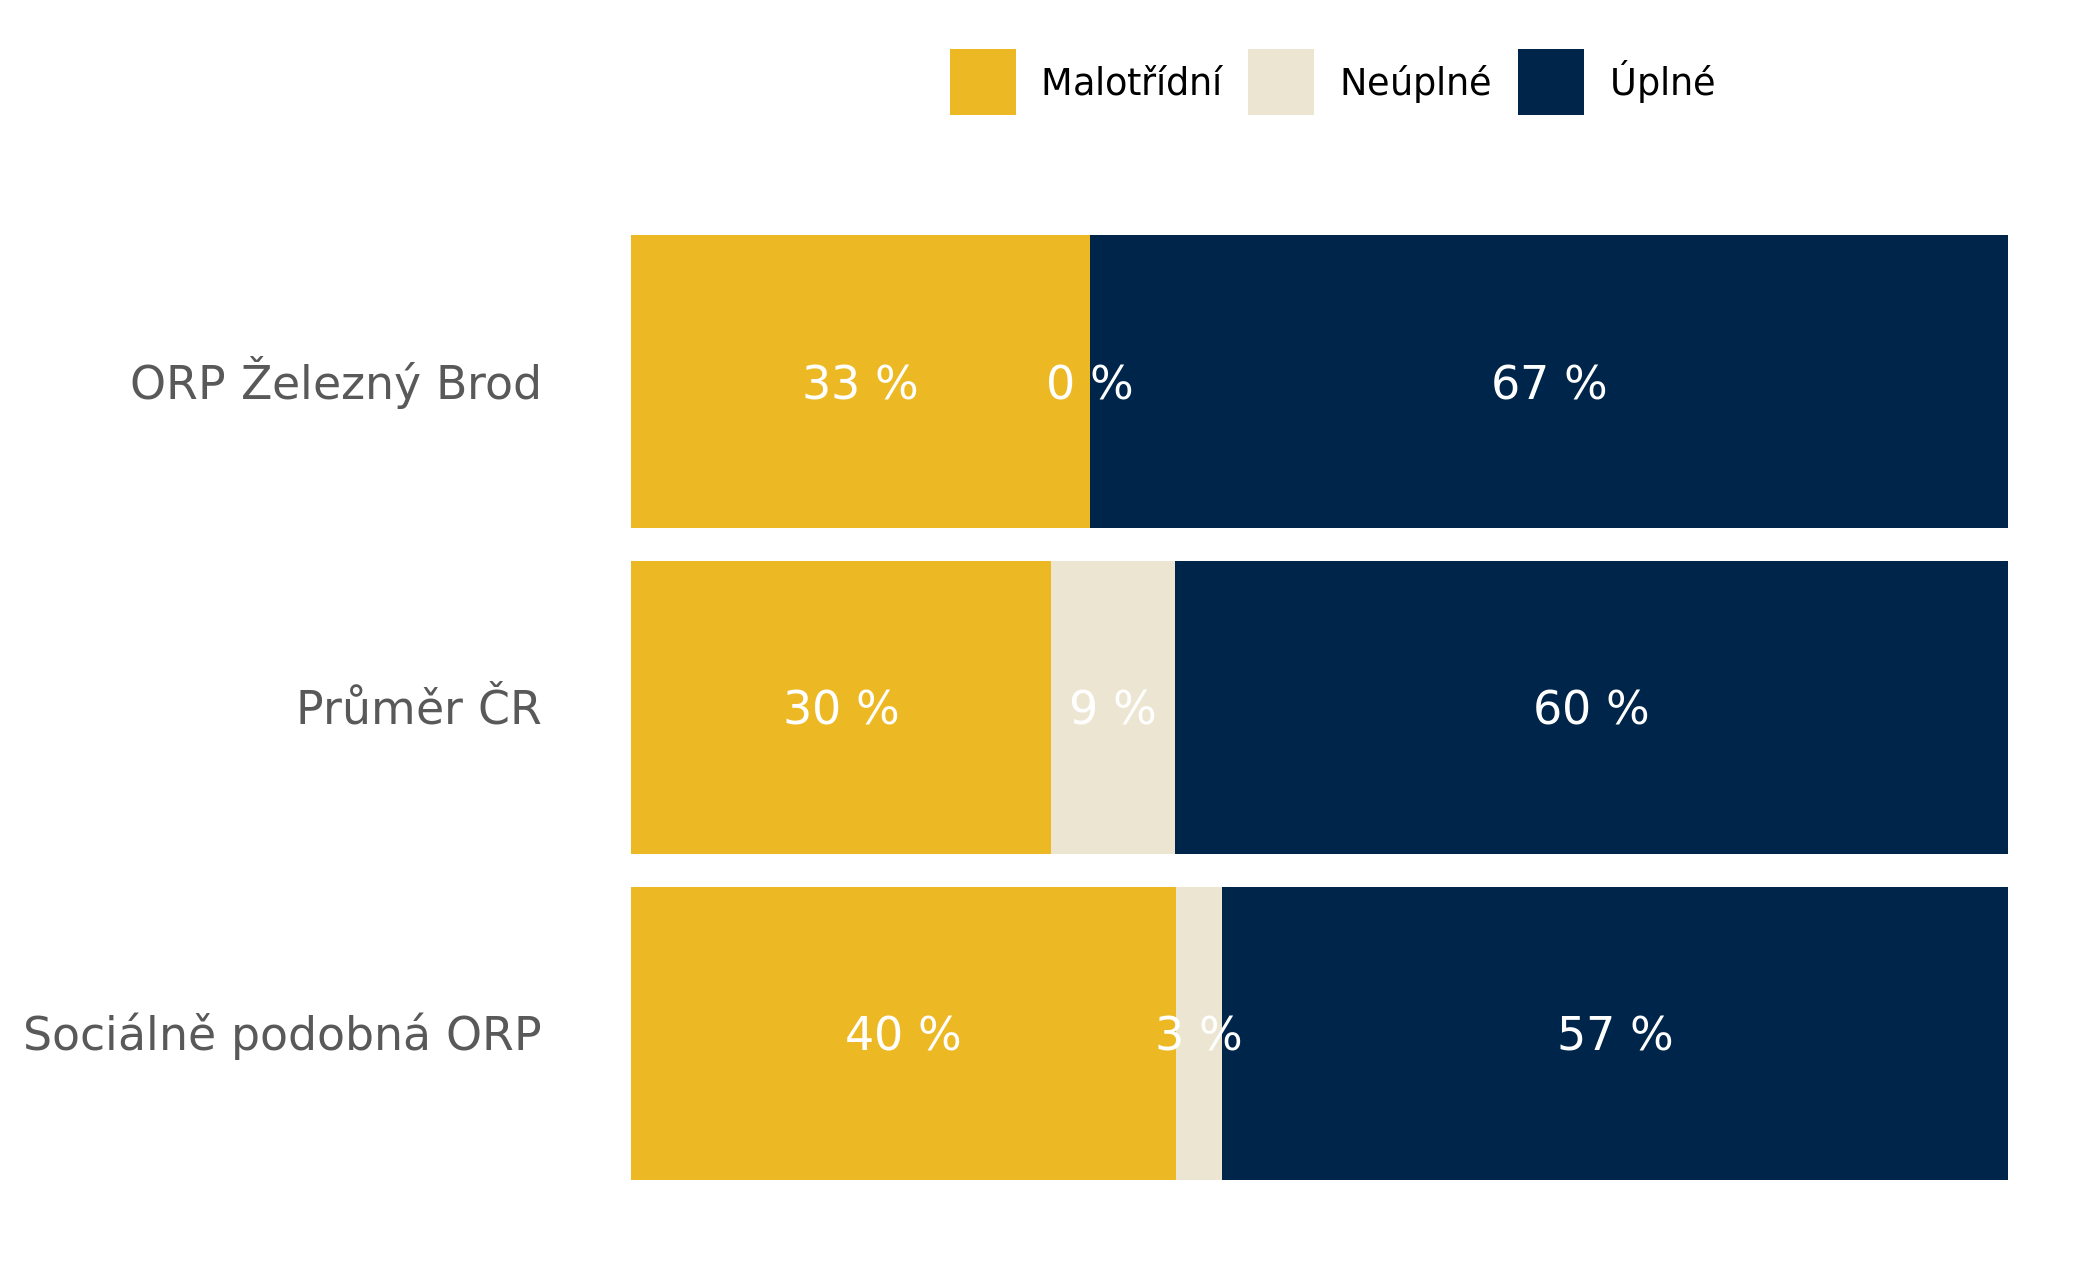 Malotřídní Neúplné Úplné
ORP Železný Brod 33 % 0 % 67 %
Průměr ČR 30 % 9 % 60 %
Sociálně podobná ORP 40 % 3 % 57 %